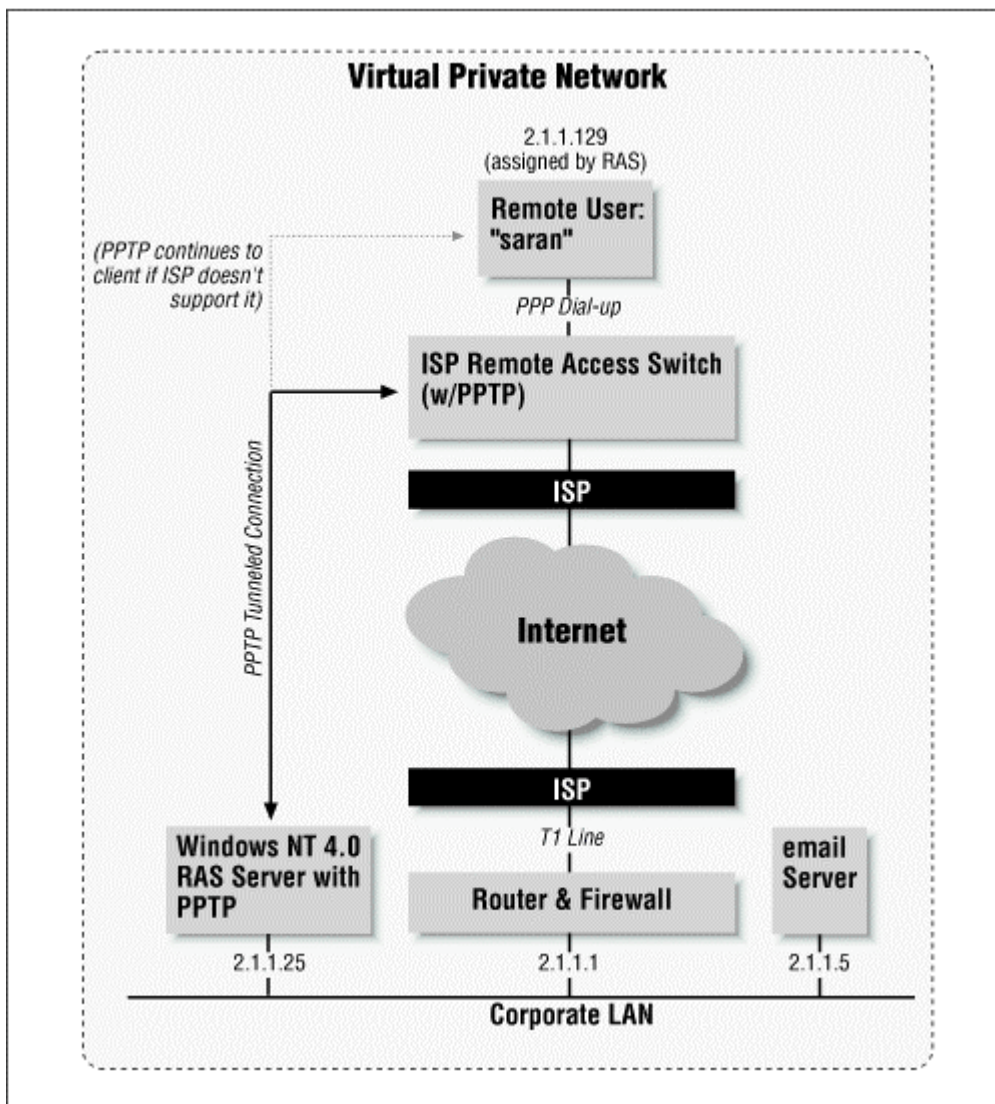 Virtual Private Network
2.1.1.129
(assigned by RAS)
Remote User:
"saran"
(PPTP continues to
client if ISP doesn't
support it)
PPP Dial-up
ISP Remote Access Switch
(w/PPTP)
ISP
PPTP Tunneled Connection
Internet
ISP
T1 Line
Windows NT 4.0
RAS Server with
PPTP
Router & Firewall
email
Server
2.1.1.25
2.1.1.1
2.1.1.5
Corporate LAN